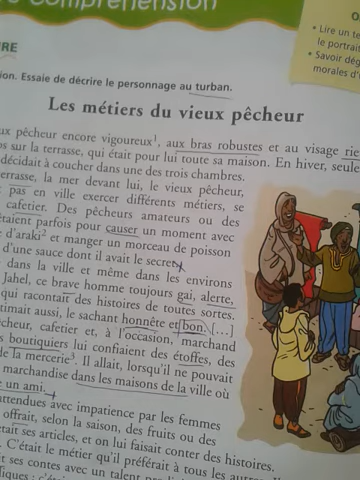 compréhension
• Lire un te
le portrai
• Savoir dég
morales d'
RE
ion. Essaie de décrire le personnage au turban.
Les métiers du vieux pêcheur
ux pêcheur encore vigoureux¹, aux bras robustes et au visage rie
os sur la terrasse, qui était pour lui toute sa maison. En hiver, seule
décidait à coucher dans une des trois chambres.
errasse, la mer devant lui, le vieux pêcheur,
pas en ville exercer différents métiers, se
cafetier. Des pêcheurs amateurs ou des
étaient parfois pour causer un moment avec
e d'araki² et manger un morceau de poisson
d'une sauce dont il avait le secret.
dans la ville et même dans les environs
Jahel, ce brave homme toujours gai, alerte,
qui racontait des histoires de toutes sortes.
timait aussi, le sachant honnête et bon. [...]
cheur, cafetier et, à l'occasion, marchand
s boutiquiers lui confiaient des étoffes, des
de la mercerie³. Il allait, lorsqu'il ne pouvait
marchandise dans les maisons de la ville où
e un ami.
attendues avec impatience par les femmes
offrait, selon la saison, des fruits ou des
tait ses articles, et on lui faisait conter des histoires.
C'était le métier qu'il préférait à tous les autres. Il
it ses contes avec un talent